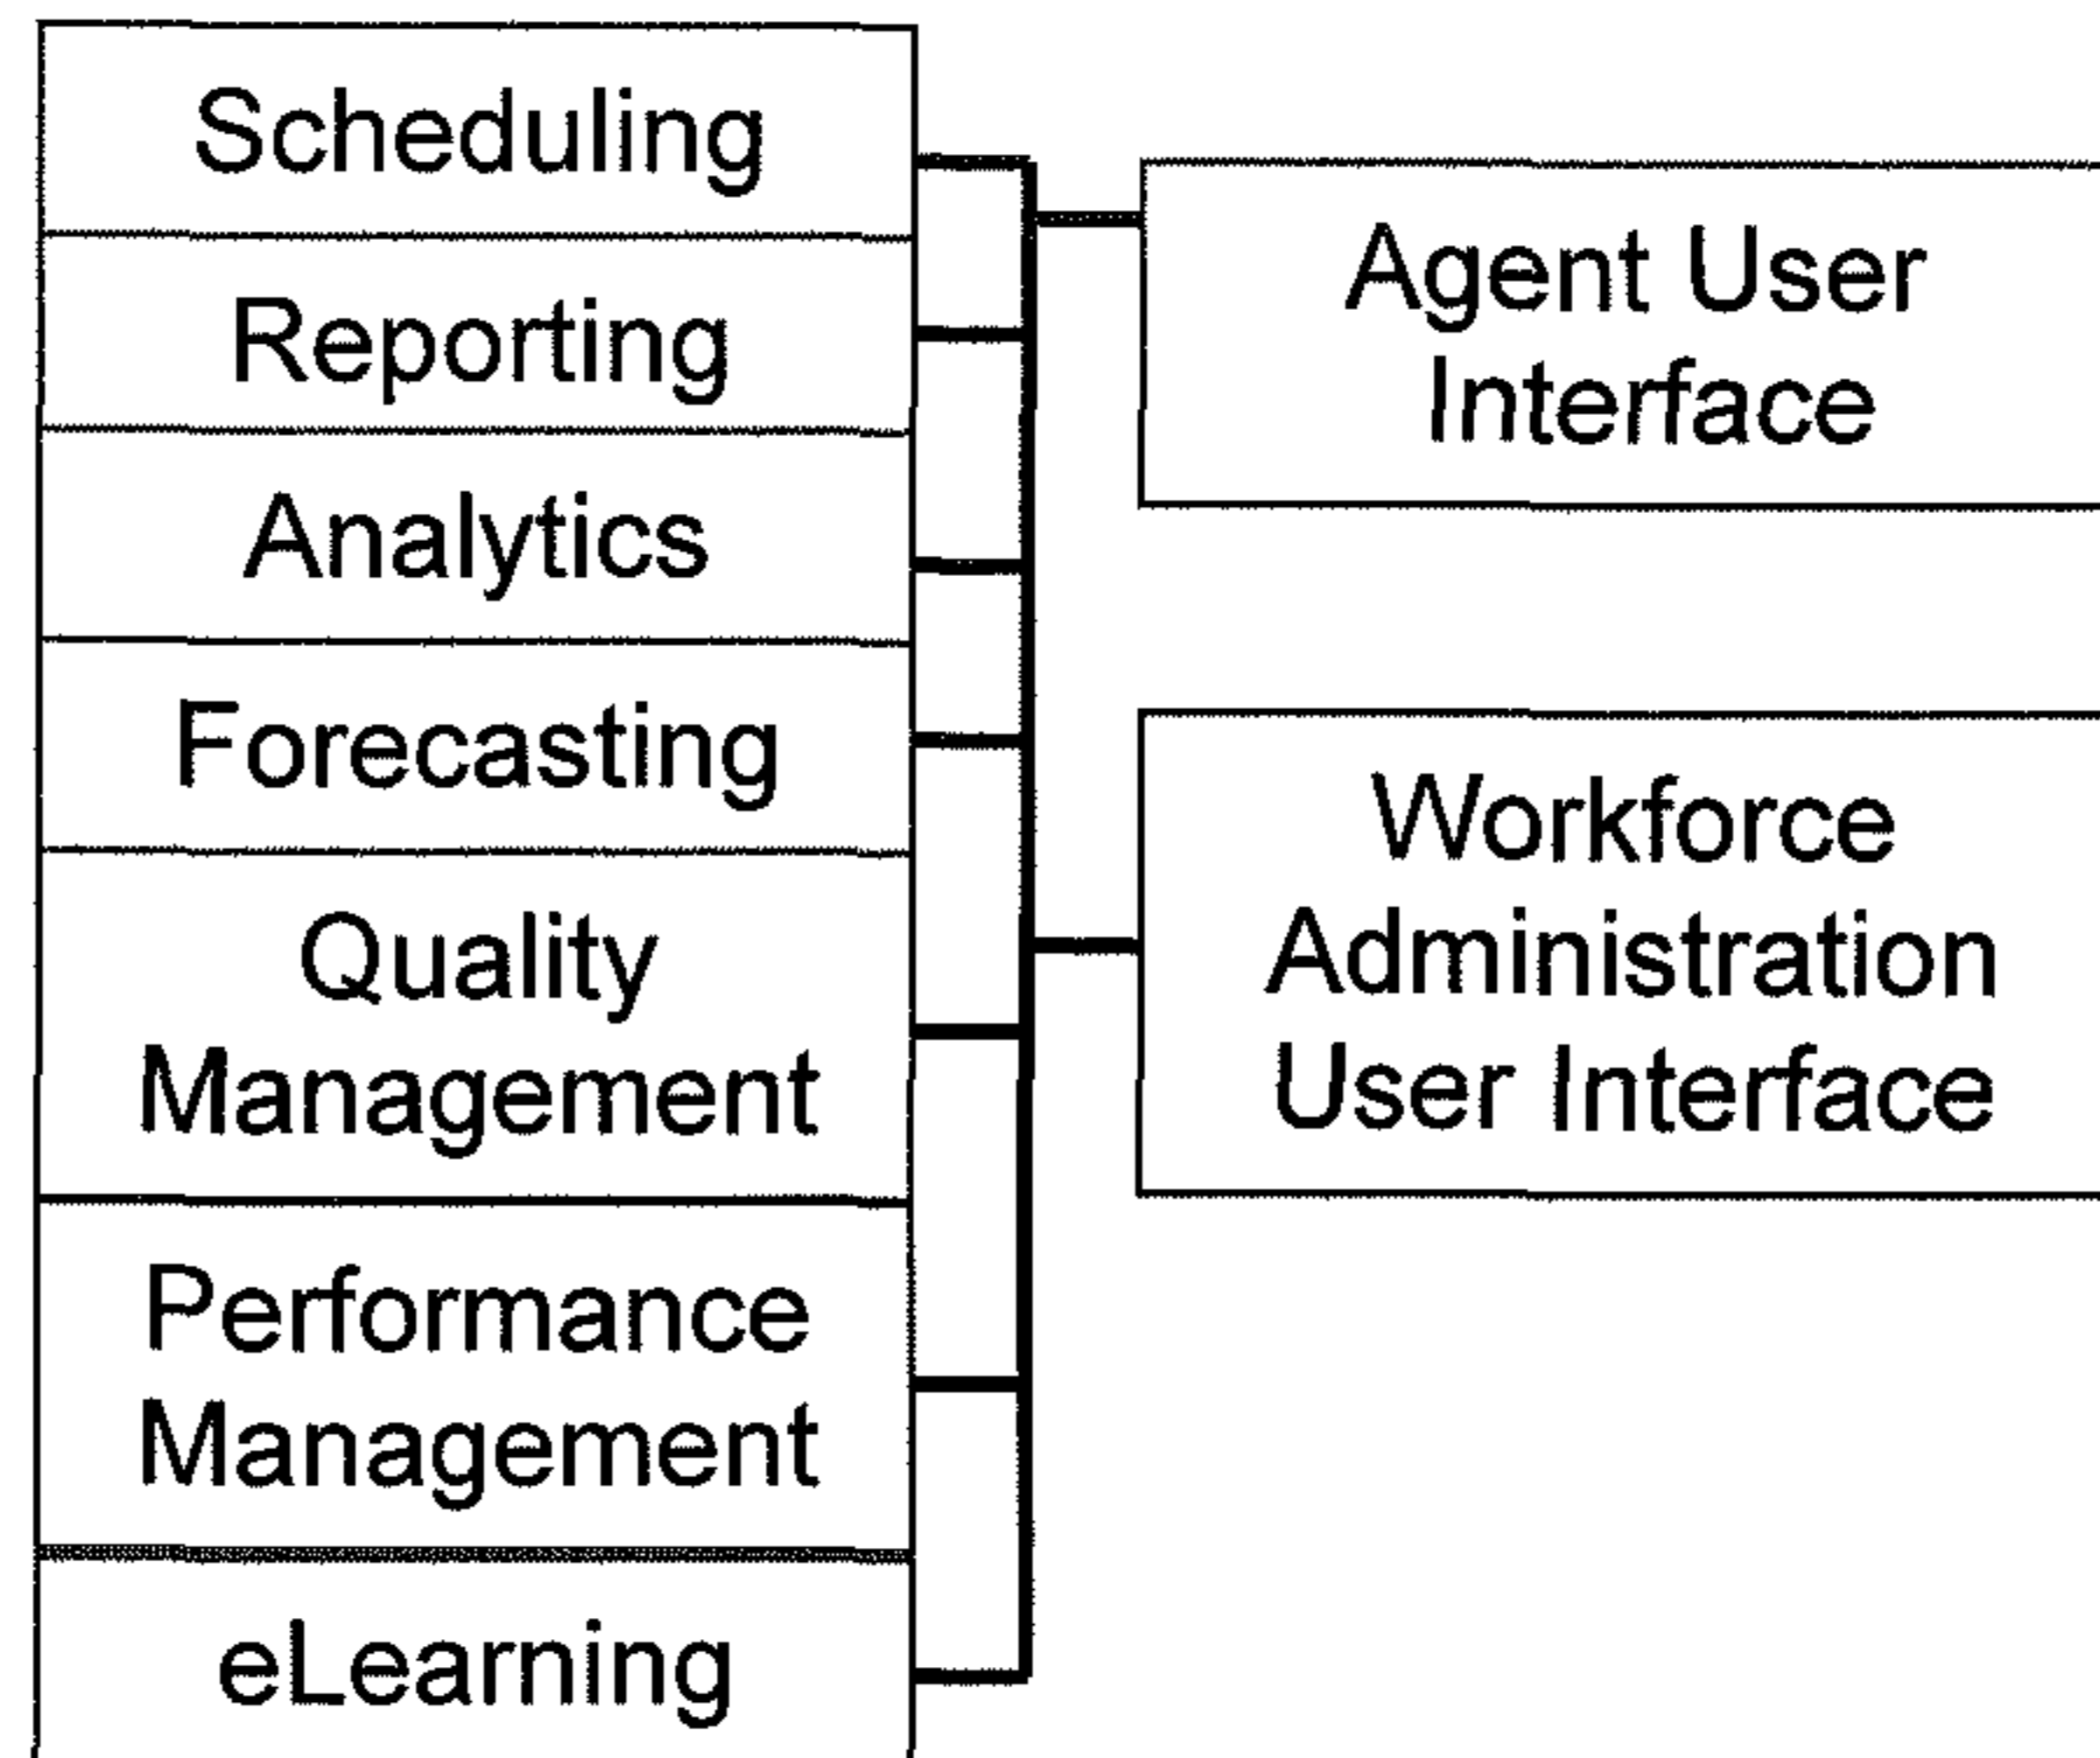 Scheduling
Reporting
Analytics
Forecasting
Quality
Management
Performance
Management
eLearning
Agent User
Interface
Workforce
Administration
User Interface